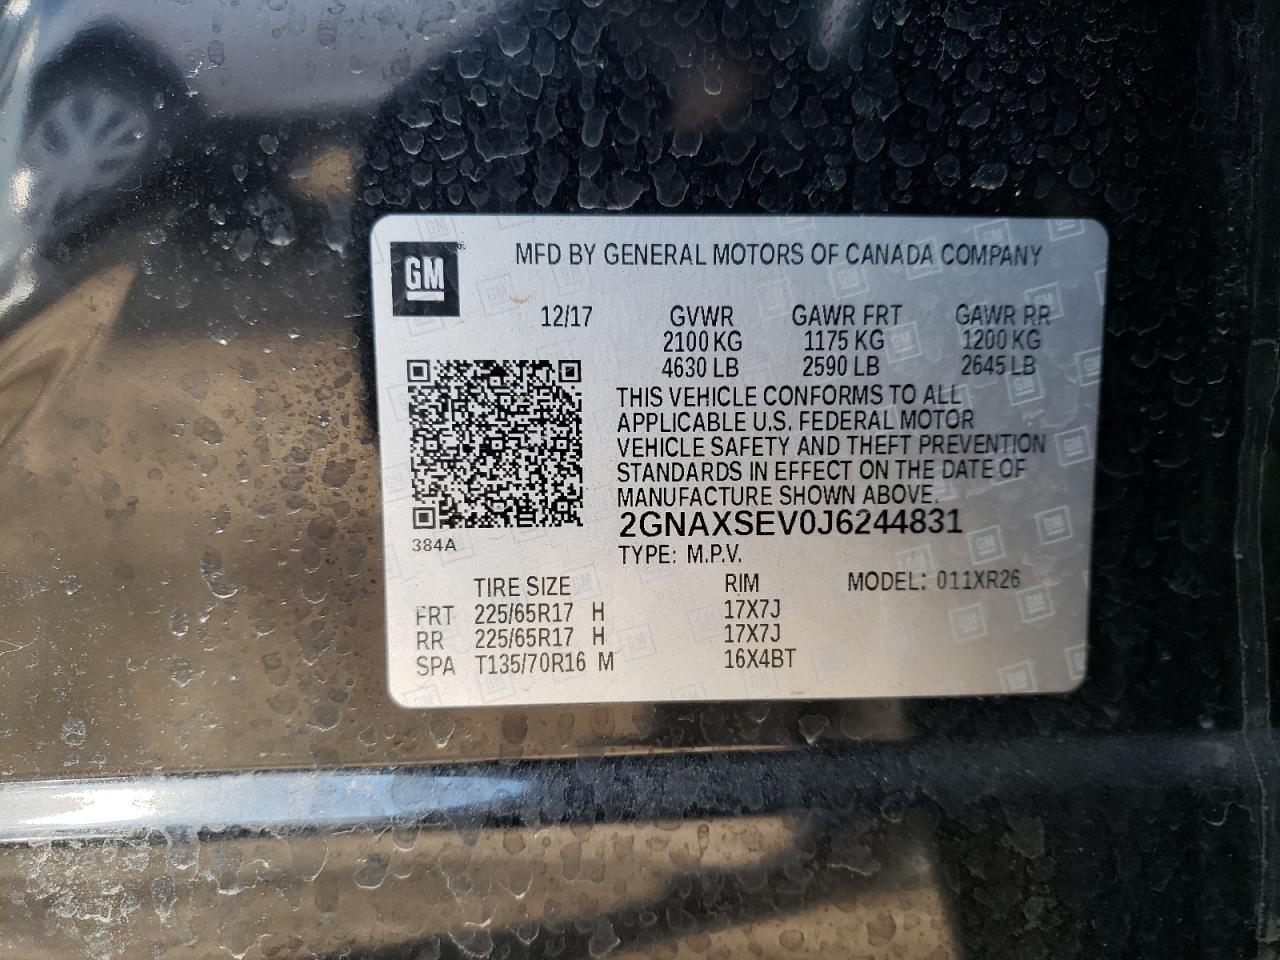 GM
MFD BY GENERAL MOTORS OF CANADA COMPANY
12/17 GVWR GAWR FRT GAWR RR
2100 KG 1175 KG 1200 KG
4630 LB 2590 LB 2645 LB
THIS VEHICLE CONFORMS TO ALL
APPLICABLE U.S. FEDERAL MOTOR
VEHICLE SAFETY AND THEFT PREVENTION
STANDARDS IN EFFECT ON THE DATE OF
MANUFACTURE SHOWN ABOVE.
2GNAXSEV0J6244831
384A
TYPE: M.P.V.
TIRE SIZE RIM MODEL: 011XR26
FRT 225/65R17 H 17X7J
RR 225/65R17 H 17X7J
SPA T135/70R16 M 16X4BT